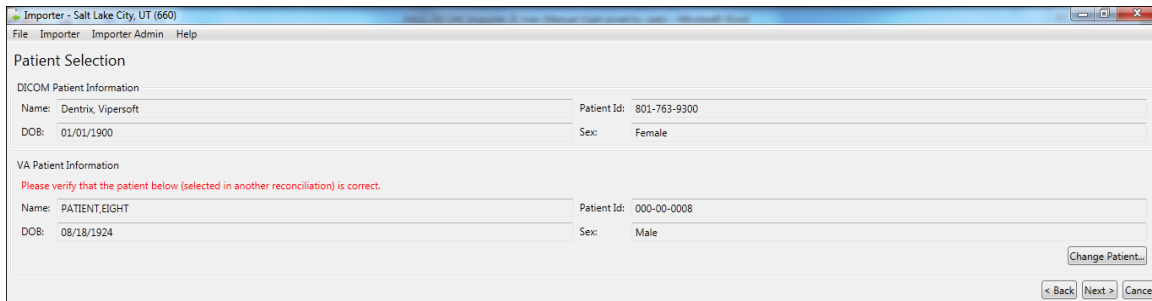 Importer - Salt Lake City, UT (660)
File Importer Importer Admin Help
Patient Selection
DICOM Patient Information
Name: Dentrix, Vipersoft Patient Id: 801-763-9300
DOB: 01/01/1900 Sex: Female
VA Patient Information
Please verify that the patient below (selected in another reconciliation) is correct.
Name: PATIENT,EIGHT Patient Id: 000-00-0008
DOB: 08/18/1924 Sex: Male
Change Patient...
< Back Next > Cance